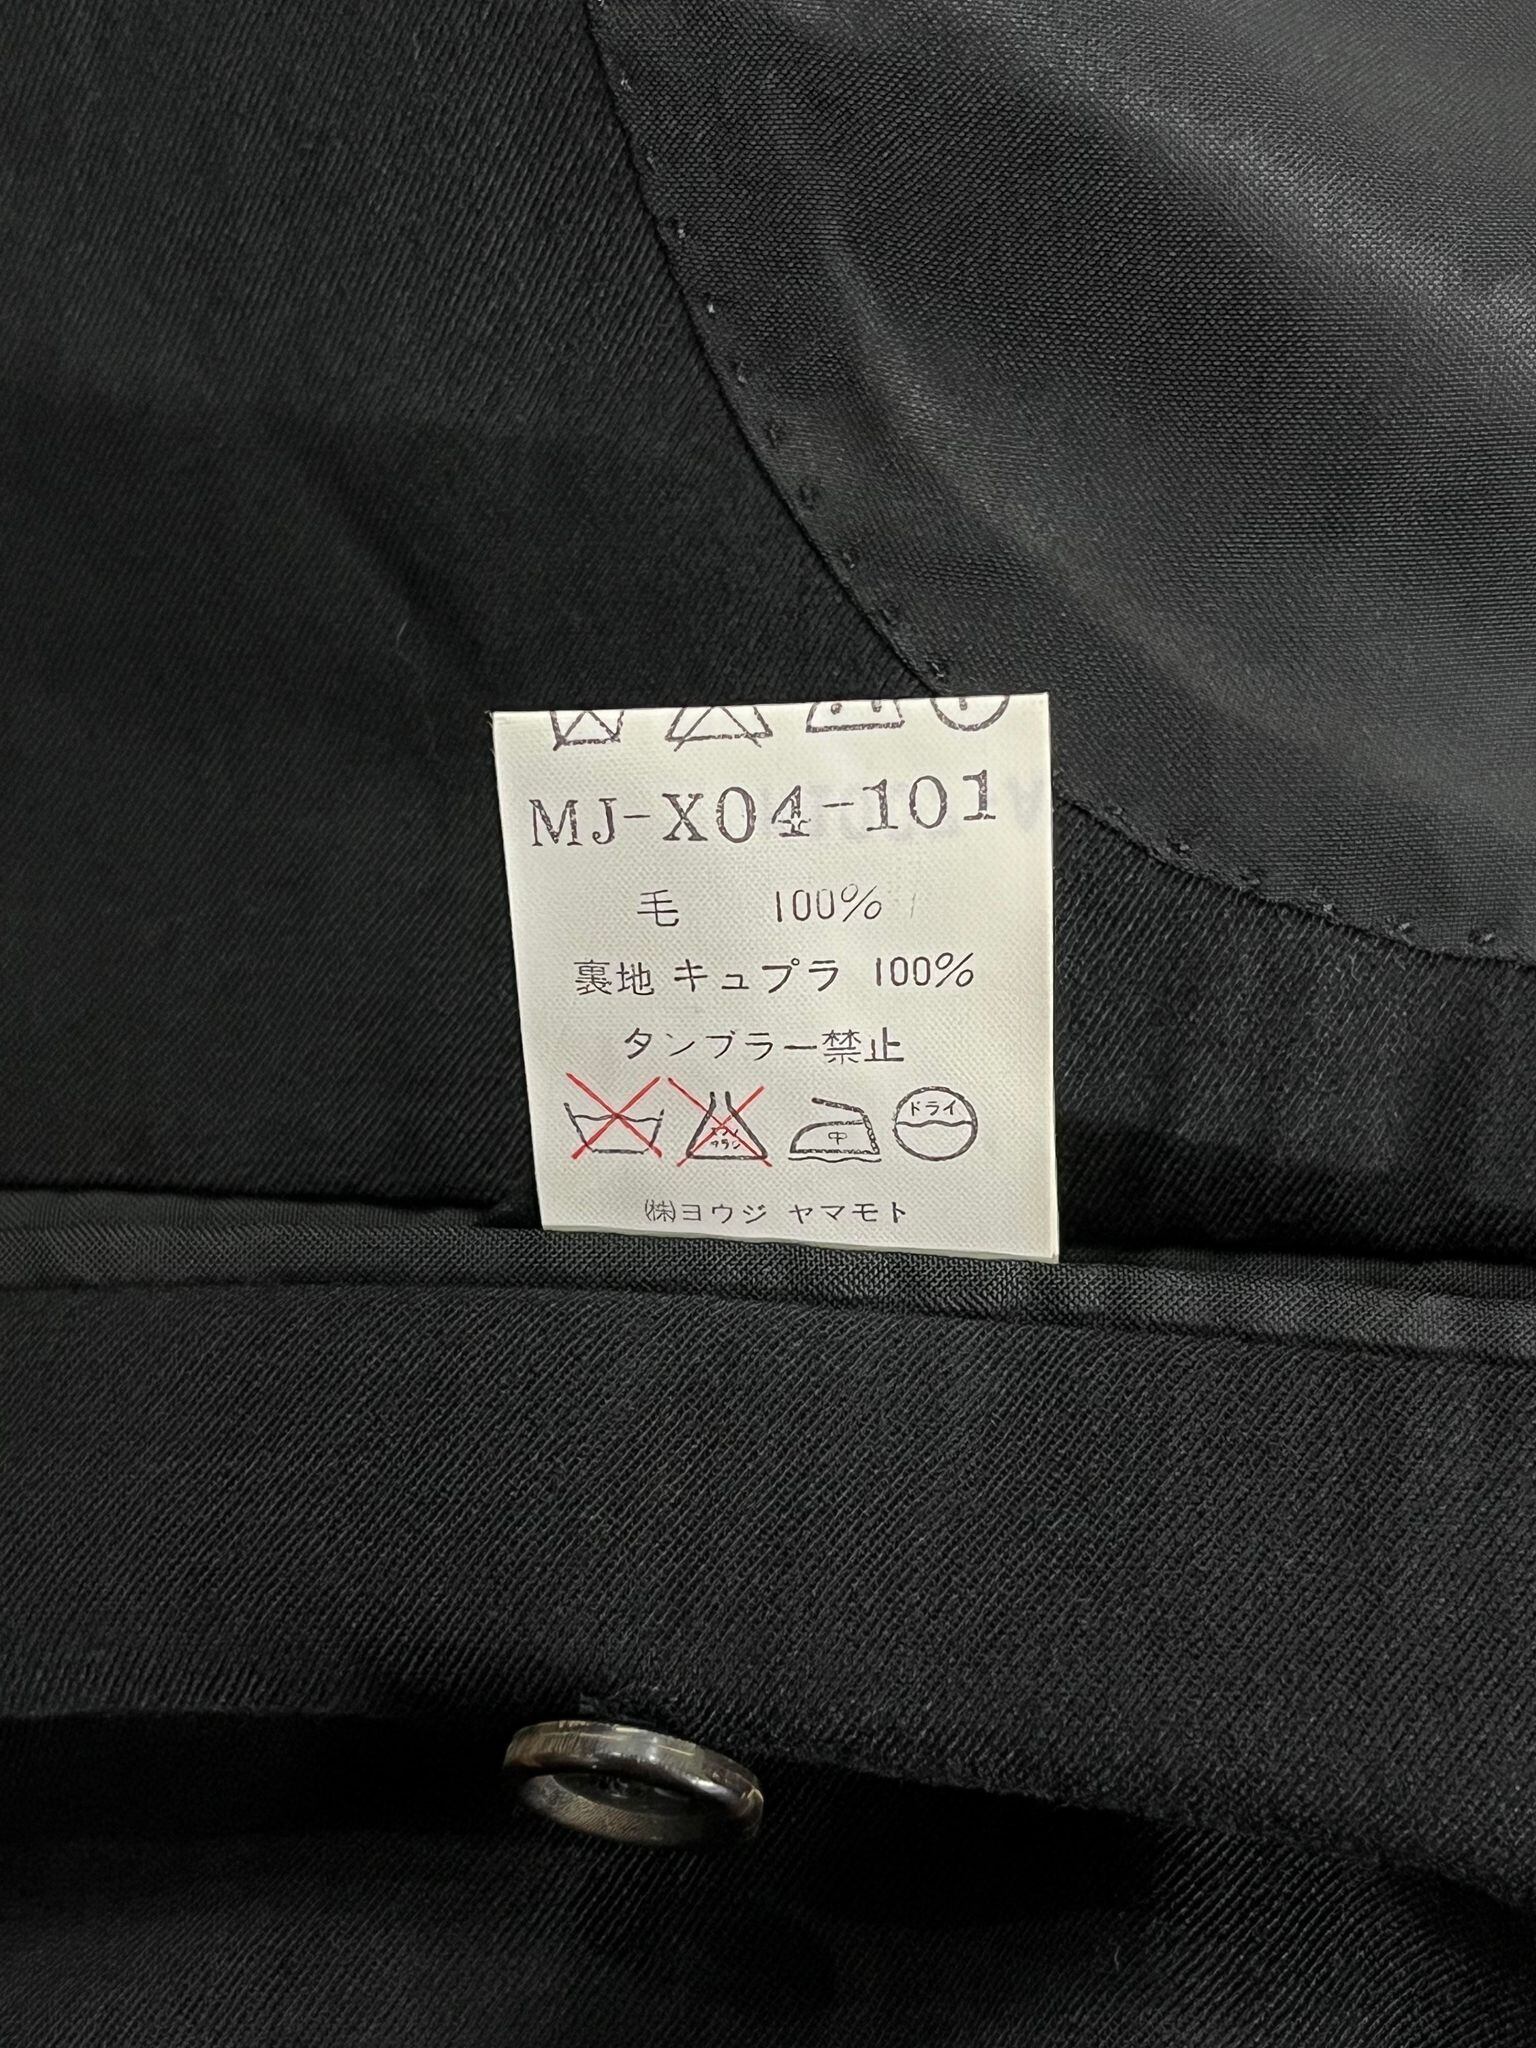 MJ-X04-101
毛 100%
裏地 キュプラ 100%
タンブラー禁止
中 ドライ
㈱ヨウジ ヤマモト